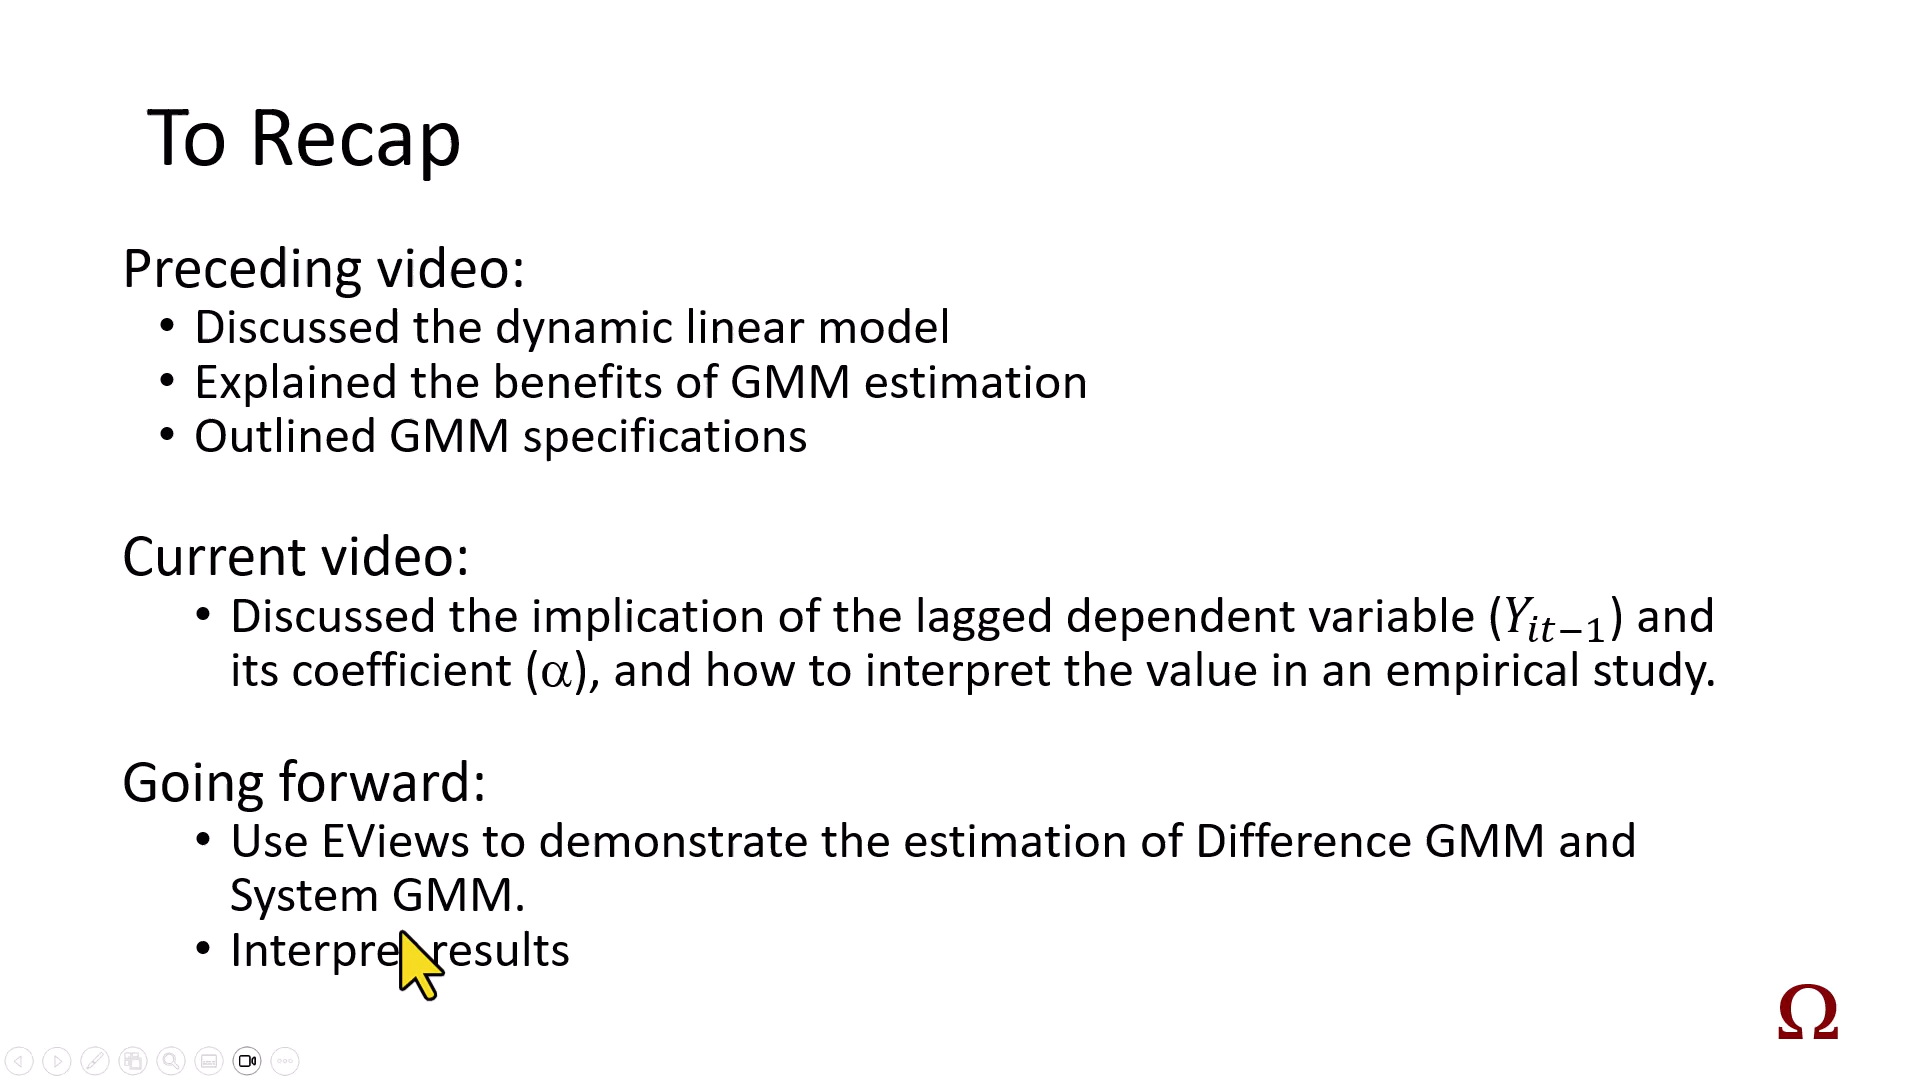 To Recap
Preceding video:
• Discussed the dynamic linear model
• Explained the benefits of GMM estimation
• Outlined GMM specifications
Current video:
• Discussed the implication of the lagged dependent variable (Y_{it−1}) and
its coefficient (α), and how to interpret the value in an empirical study.
Going forward:
• Use EViews to demonstrate the estimation of Difference GMM and
System GMM.
• Interpret results
Ω